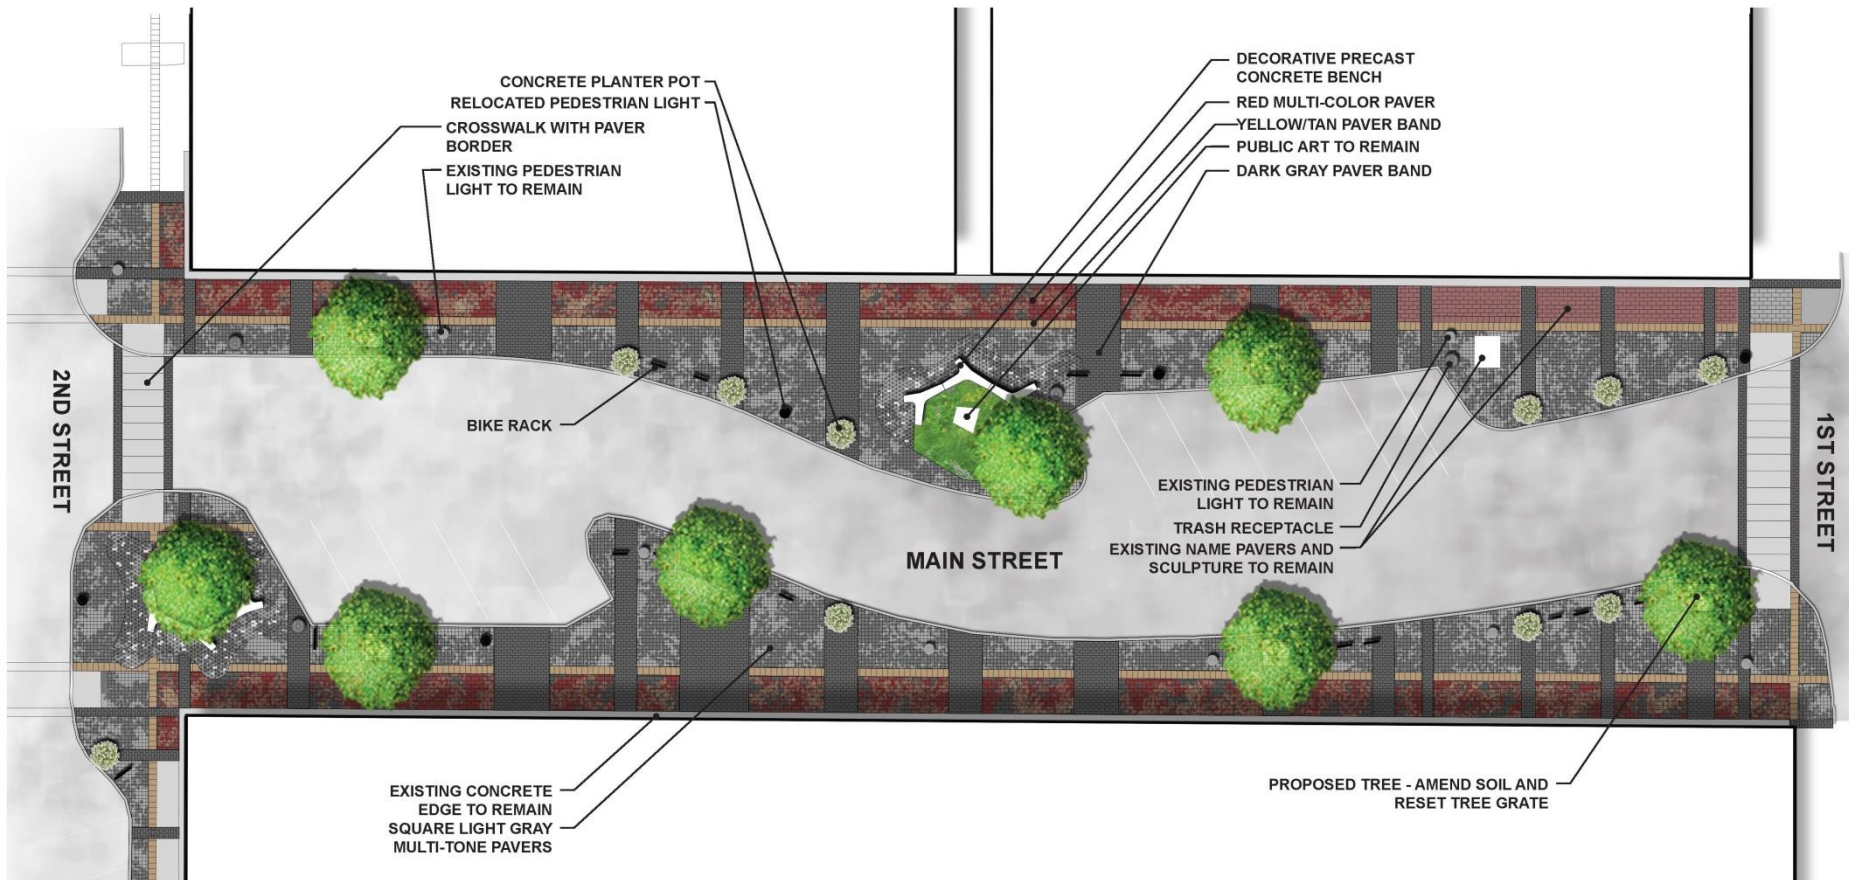 CONCRETE PLANTER POT
RELOCATED PEDESTRIAN LIGHT
CROSSWALK WITH PAVER
BORDER
EXISTING PEDESTRIAN
LIGHT TO REMAIN
DECORATIVE PRECAST
CONCRETE BENCH
RED MULTI-COLOR PAVER
YELLOW/TAN PAVER BAND
PUBLIC ART TO REMAIN
DARK GRAY PAVER BAND
2ND STREET
BIKE RACK
MAIN STREET
EXISTING PEDESTRIAN
LIGHT TO REMAIN
TRASH RECEPTACLE
EXISTING NAME PAVERS AND
SCULPTURE TO REMAIN
1ST STREET
EXISTING CONCRETE
EDGE TO REMAIN
SQUARE LIGHT GRAY
MULTI-TONE PAVERS
PROPOSED TREE - AMEND SOIL AND
RESET TREE GRATE